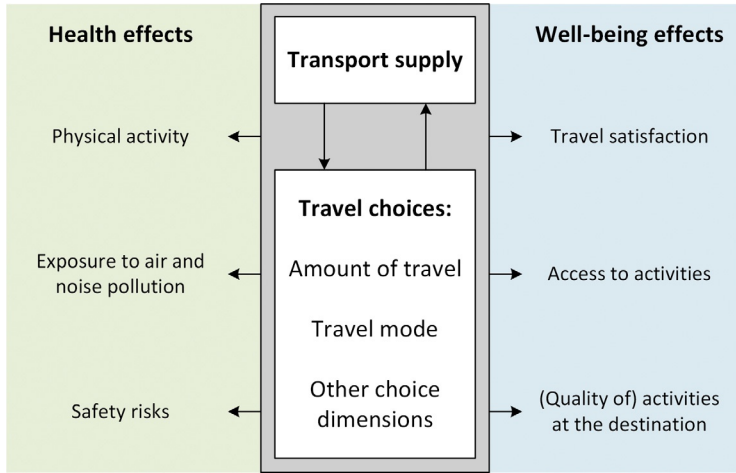 Health effects
Physical activity
Exposure to air and
noise pollution
Safety risks
Transport supply
Travel choices:
Amount of travel
Travel mode
Other choice
dimensions
Well-being effects
Travel satisfaction
Access to activities
(Quality of) activities
at the destination